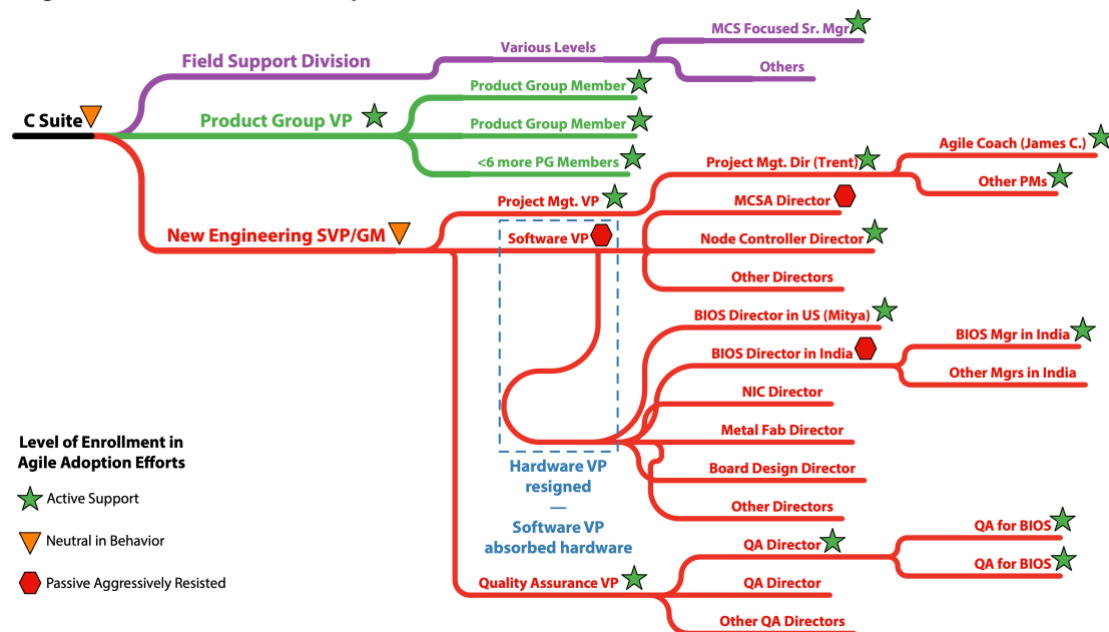 MCS Focused Sr. Mgr
Various Levels
Field Support Division
Others
Product Group Member
C Suite
Product Group VP
Product Group Member
Agile Coach (James C.)
<6 more PG Members
Project Mgt. Dir (Trent)
Other PMs
Project Mgt. VP
MCSA Director
New Engineering SVP/GM
Software VP
Node Controller Director
Other Directors
BIOS Director in US (Mitya)
BIOS Mgr in India
BIOS Director in India
Other Mgrs in India
NIC Director
Metal Fab Director
Board Design Director
Other Directors
Level of Enrollment in
Agile Adoption Efforts
Active Support
Neutral in Behavior
Passive Aggressively Resisted
Hardware VP
resigned
—
Software VP
absorbed hardware
QA for BIOS
QA Director
QA for BIOS
Quality Assurance VP
QA Director
Other QA Directors